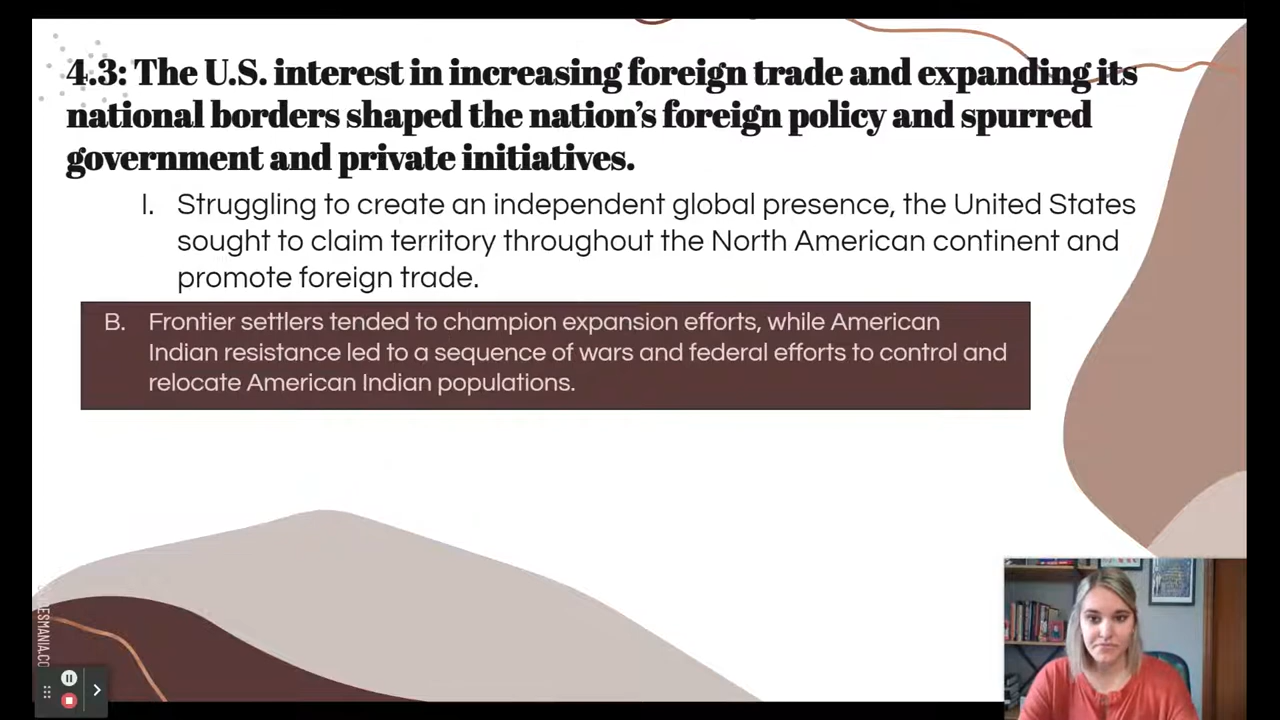 4.3: The U.S. interest in increasing foreign trade and expanding its
national borders shaped the nation's foreign policy and spurred
government and private initiatives.
I. Struggling to create an independent global presence, the United States
sought to claim territory throughout the North American continent and
promote foreign trade.
B. Frontier settlers tended to champion expansion efforts, while American
Indian resistance led to a sequence of wars and federal efforts to control and
relocate American Indian populations.